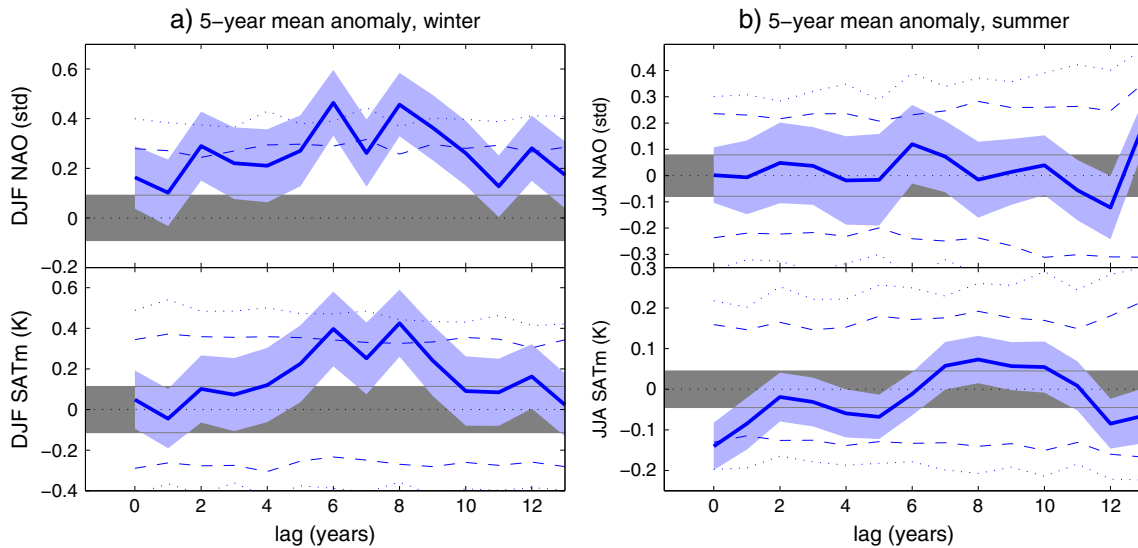 a) 5−year mean anomaly, winter
DJF NAO (std)
0.6
0.4
0.2
0
−0.2
DJF SATm (K)
0.6
0.4
0.2
0
−0.2
−0.4
0 2 4 6 8 10 12
lag (years)
b) 5−year mean anomaly, summer
JJA NAO (std)
0.4
0.3
0.2
0.1
0
−0.1
−0.2
−0.3
JJA SATm (K)
0.3
0.2
0.1
0
−0.1
−0.2
0 2 4 6 8 10 12
lag (years)